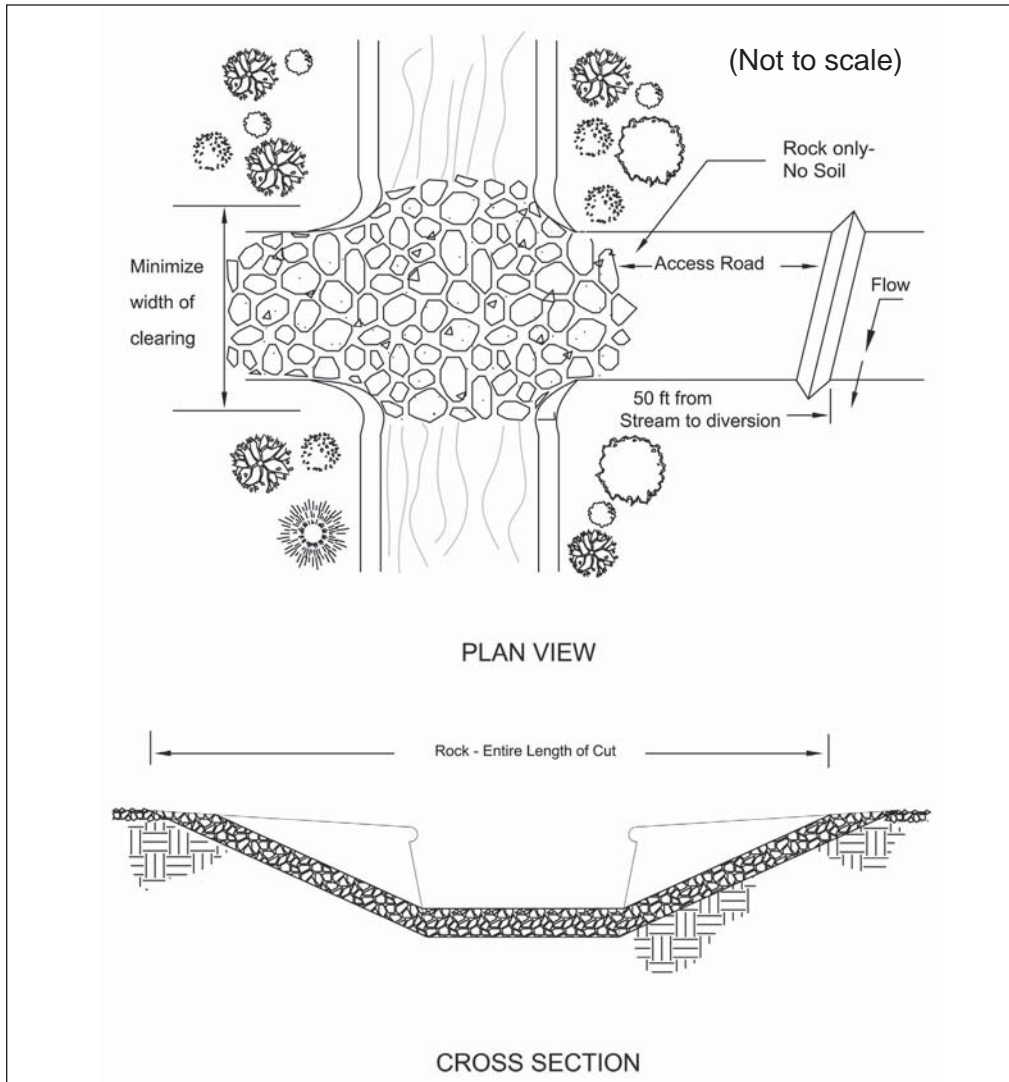 (Not to scale)
Rock only-
No Soil
Minimize
width of
clearing
Access Road
Flow
50 ft from
Stream to diversion
PLAN VIEW
Rock - Entire Length of Cut
CROSS SECTION